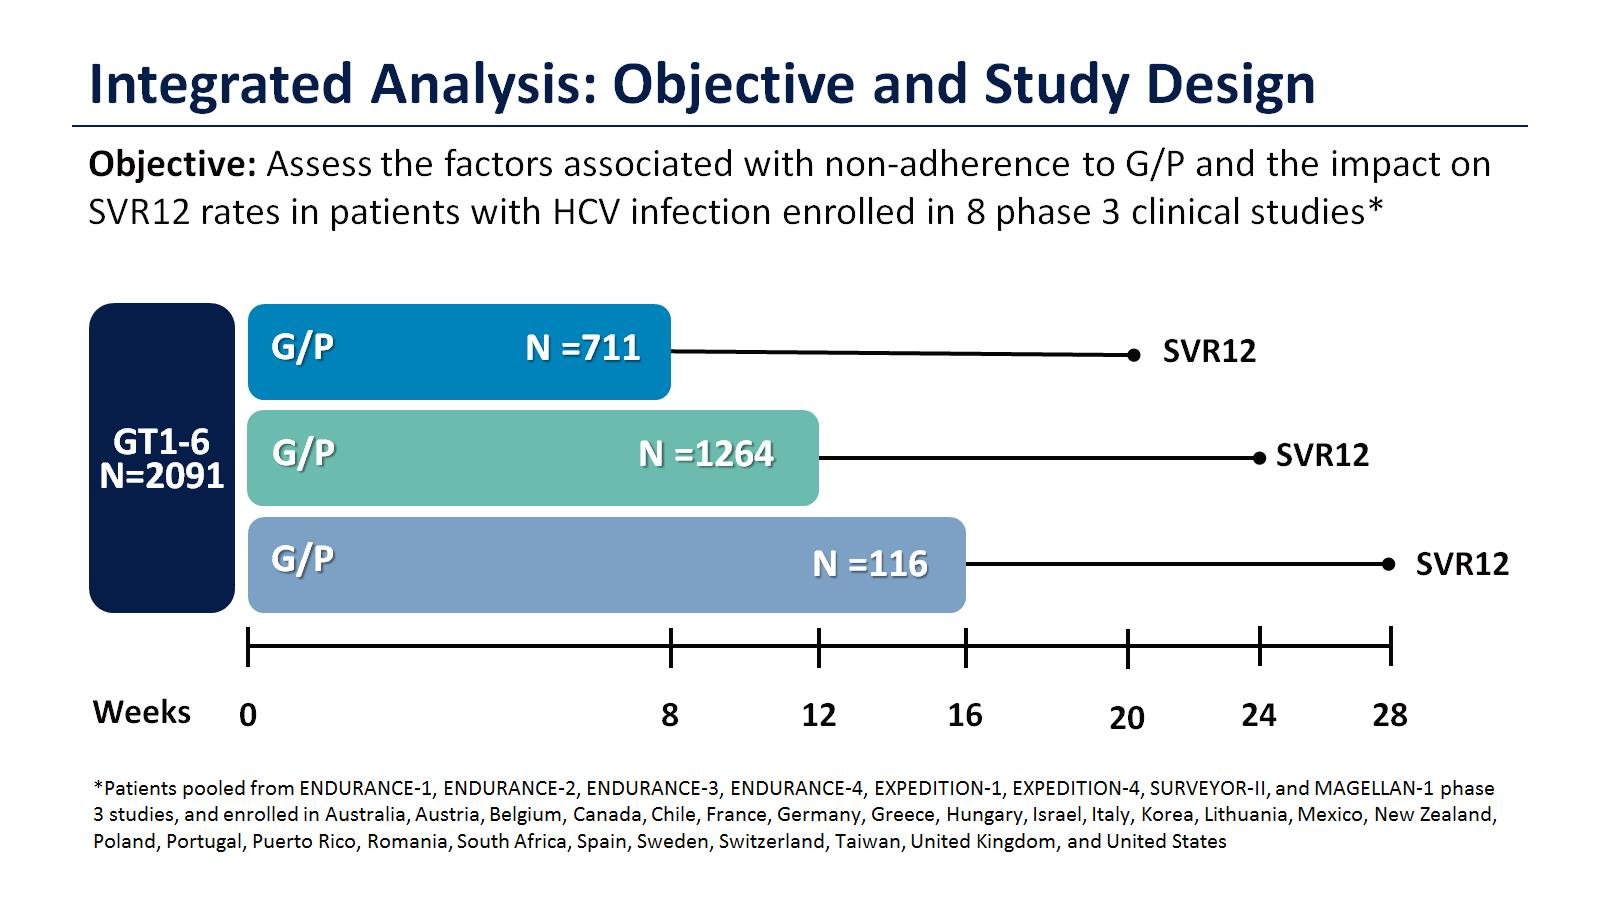 Integrated Analysis: Objective and Study Design
Objective: Assess the factors associated with non-adherence to G/P and the impact on
SVR12 rates in patients with HCV infection enrolled in 8 phase 3 clinical studies*
GT1-6
N=2091
G/P N =711 SVR12
G/P N =1264 SVR12
G/P N =116 SVR12
Weeks 0 8 12 16 20 24 28
*Patients pooled from ENDURANCE-1, ENDURANCE-2, ENDURANCE-3, ENDURANCE-4, EXPEDITION-1, EXPEDITION-4, SURVEYOR-II, and MAGELLAN-1 phase
3 studies, and enrolled in Australia, Austria, Belgium, Canada, Chile, France, Germany, Greece, Hungary, Israel, Italy, Korea, Lithuania, Mexico, New Zealand,
Poland, Portugal, Puerto Rico, Romania, South Africa, Spain, Sweden, Switzerland, Taiwan, United Kingdom, and United States